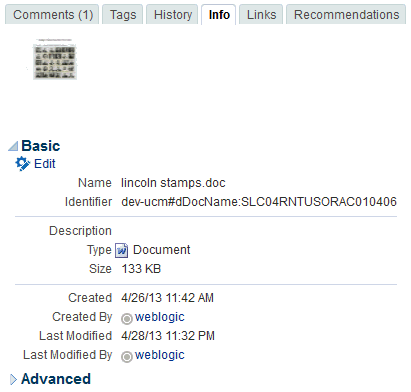 Comments (1) Tags History Info Links Recommendations
Basic
Edit
Name lincoln stamps.doc
Identifier dev-ucm#dDocName:SLC04RNTUSORAC010406
Description
Type Document
Size 133 KB
Created 4/26/13 11:42 AM
Created By weblogic
Last Modified 4/28/13 11:32 PM
Last Modified By weblogic
Advanced